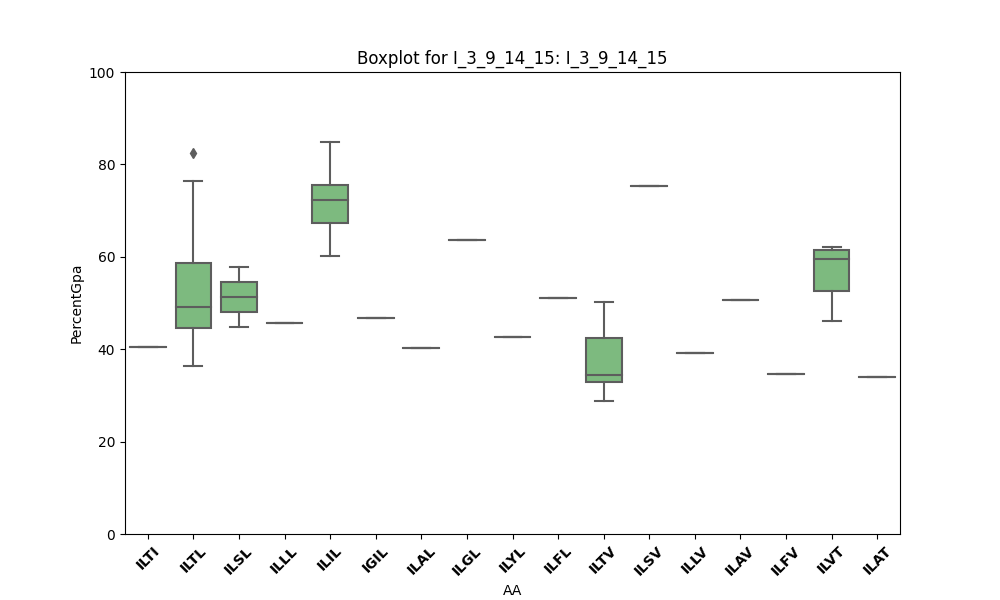 Boxplot for I_3_9_14_15: I_3_9_14_15
PercentGpa
100
80
60
40
20
0
ILTI ILTL ILSL ILLL ILIL IGIL ILAL ILGL ILYL ILFL ILTV ILSV ILLV ILAV ILFV ILVT ILAT
AA